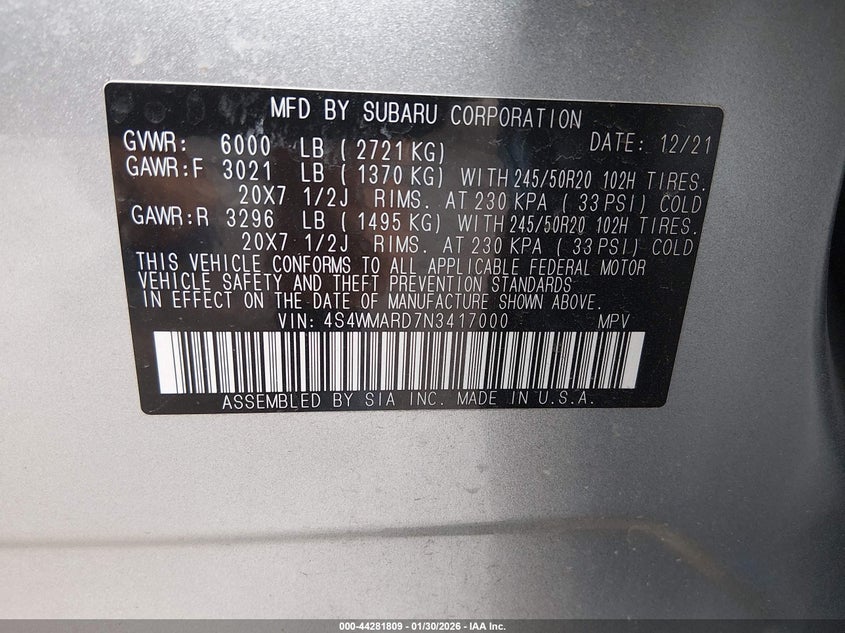 MFD BY SUBARU CORPORATION
GVWR: 6000 LB ( 2721 KG) DATE: 12/21
GAWR:F 3021 LB ( 1370 KG) WITH 245/50R20 102H TIRES.
20X7 1/2J RIMS. AT 230 KPA ( 33 PSI) COLD
GAWR:R 3296 LB ( 1495 KG) WITH 245/50R20 102H TIRES.
20X7 1/2J RIMS. AT 230 KPA ( 33 PSI) COLD
THIS VEHICLE CONFORMS TO ALL APPLICABLE FEDERAL MOTOR
VEHICLE SAFETY AND THEFT PREVENTION STANDARDS
IN EFFECT ON THE DATE OF MANUFACTURE SHOWN ABOVE.
VIN: 4S4WMARD7N3417000 MPV
ASSEMBLED BY SIA INC. MADE IN U.S.A.
000-44281809 — 01/30/2026 — IAA Inc.